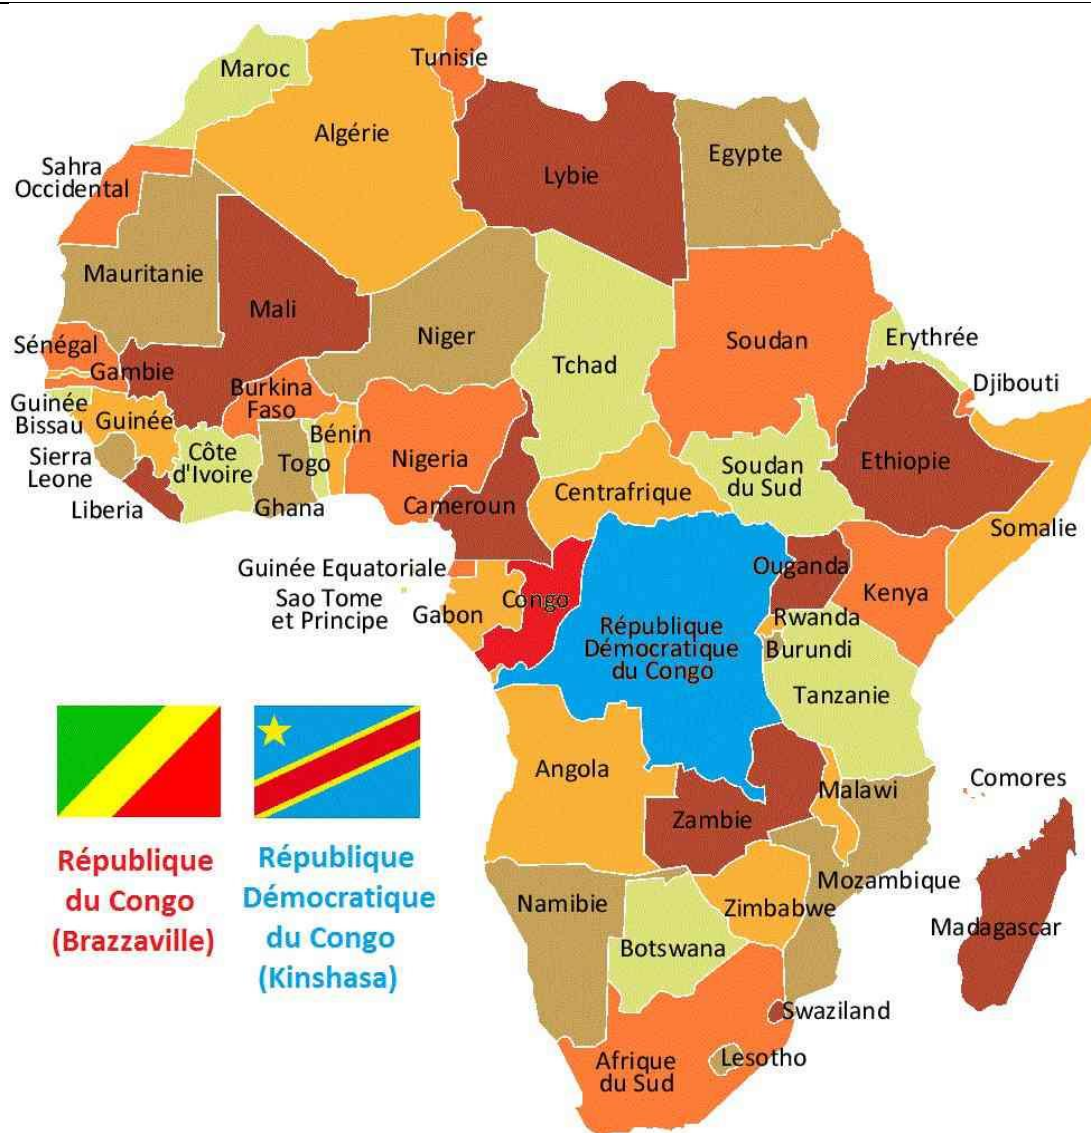 Maroc
Tunisie
Algérie
Lybie
Egypte
Sahra
Occidental
Mauritanie
Mali
Niger
Tchad
Soudan
Erythrée
Djibouti
Sénégal
Gambie
Burkina
Faso
Guinée
Bissau
Guinée
Bénin
Sierra
Leone
Côte
d'Ivoire
Togo
Nigeria
Soudan
du Sud
Ethiopie
Liberia
Ghana
Cameroun
Centrafrique
Somalie
Guinée Equatoriale
Sao Tome
et Principe
Gabon
Congo
Ouganda
Kenya
Rwanda
Burundi
République
Démocratique
du Congo
Tanzanie
Angola
Zambie
Malawi
Comores
Mozambique
Madagascar
Namibie
Zimbabwe
Botswana
Swaziland
Lesotho
Afrique
du Sud
République
du Congo
(Brazzaville)
République
Démocratique
du Congo
(Kinshasa)